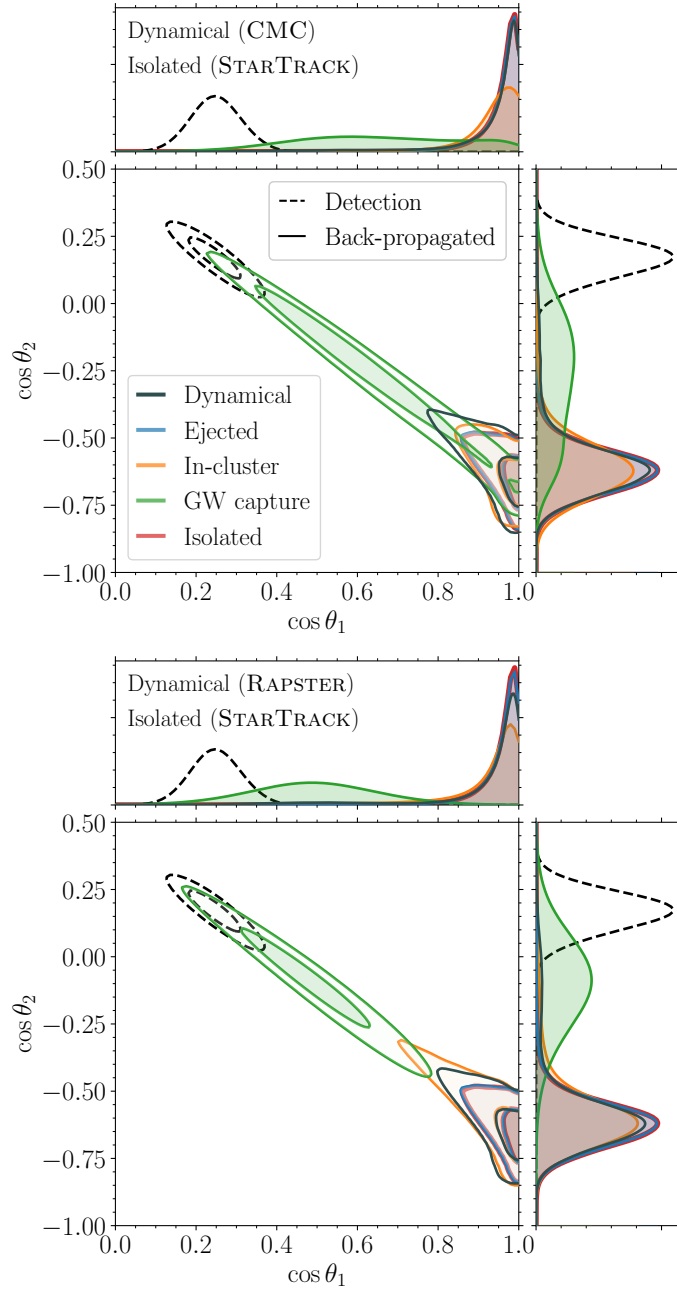 Dynamical (CMC)
Isolated (STARTRACK)
0.50
0.25
0.00
−0.25
−0.50
−0.75
−1.00
cos θ₂
Detection
Back-propagated
Dynamical
Ejected
In-cluster
GW capture
Isolated
0.0 0.2 0.4 0.6 0.8 1.0
cos θ₁
Dynamical (RAPSTER)
Isolated (STARTRACK)
0.50
0.25
0.00
−0.25
−0.50
−0.75
−1.00
cos θ₂
0.0 0.2 0.4 0.6 0.8 1.0
cos θ₁